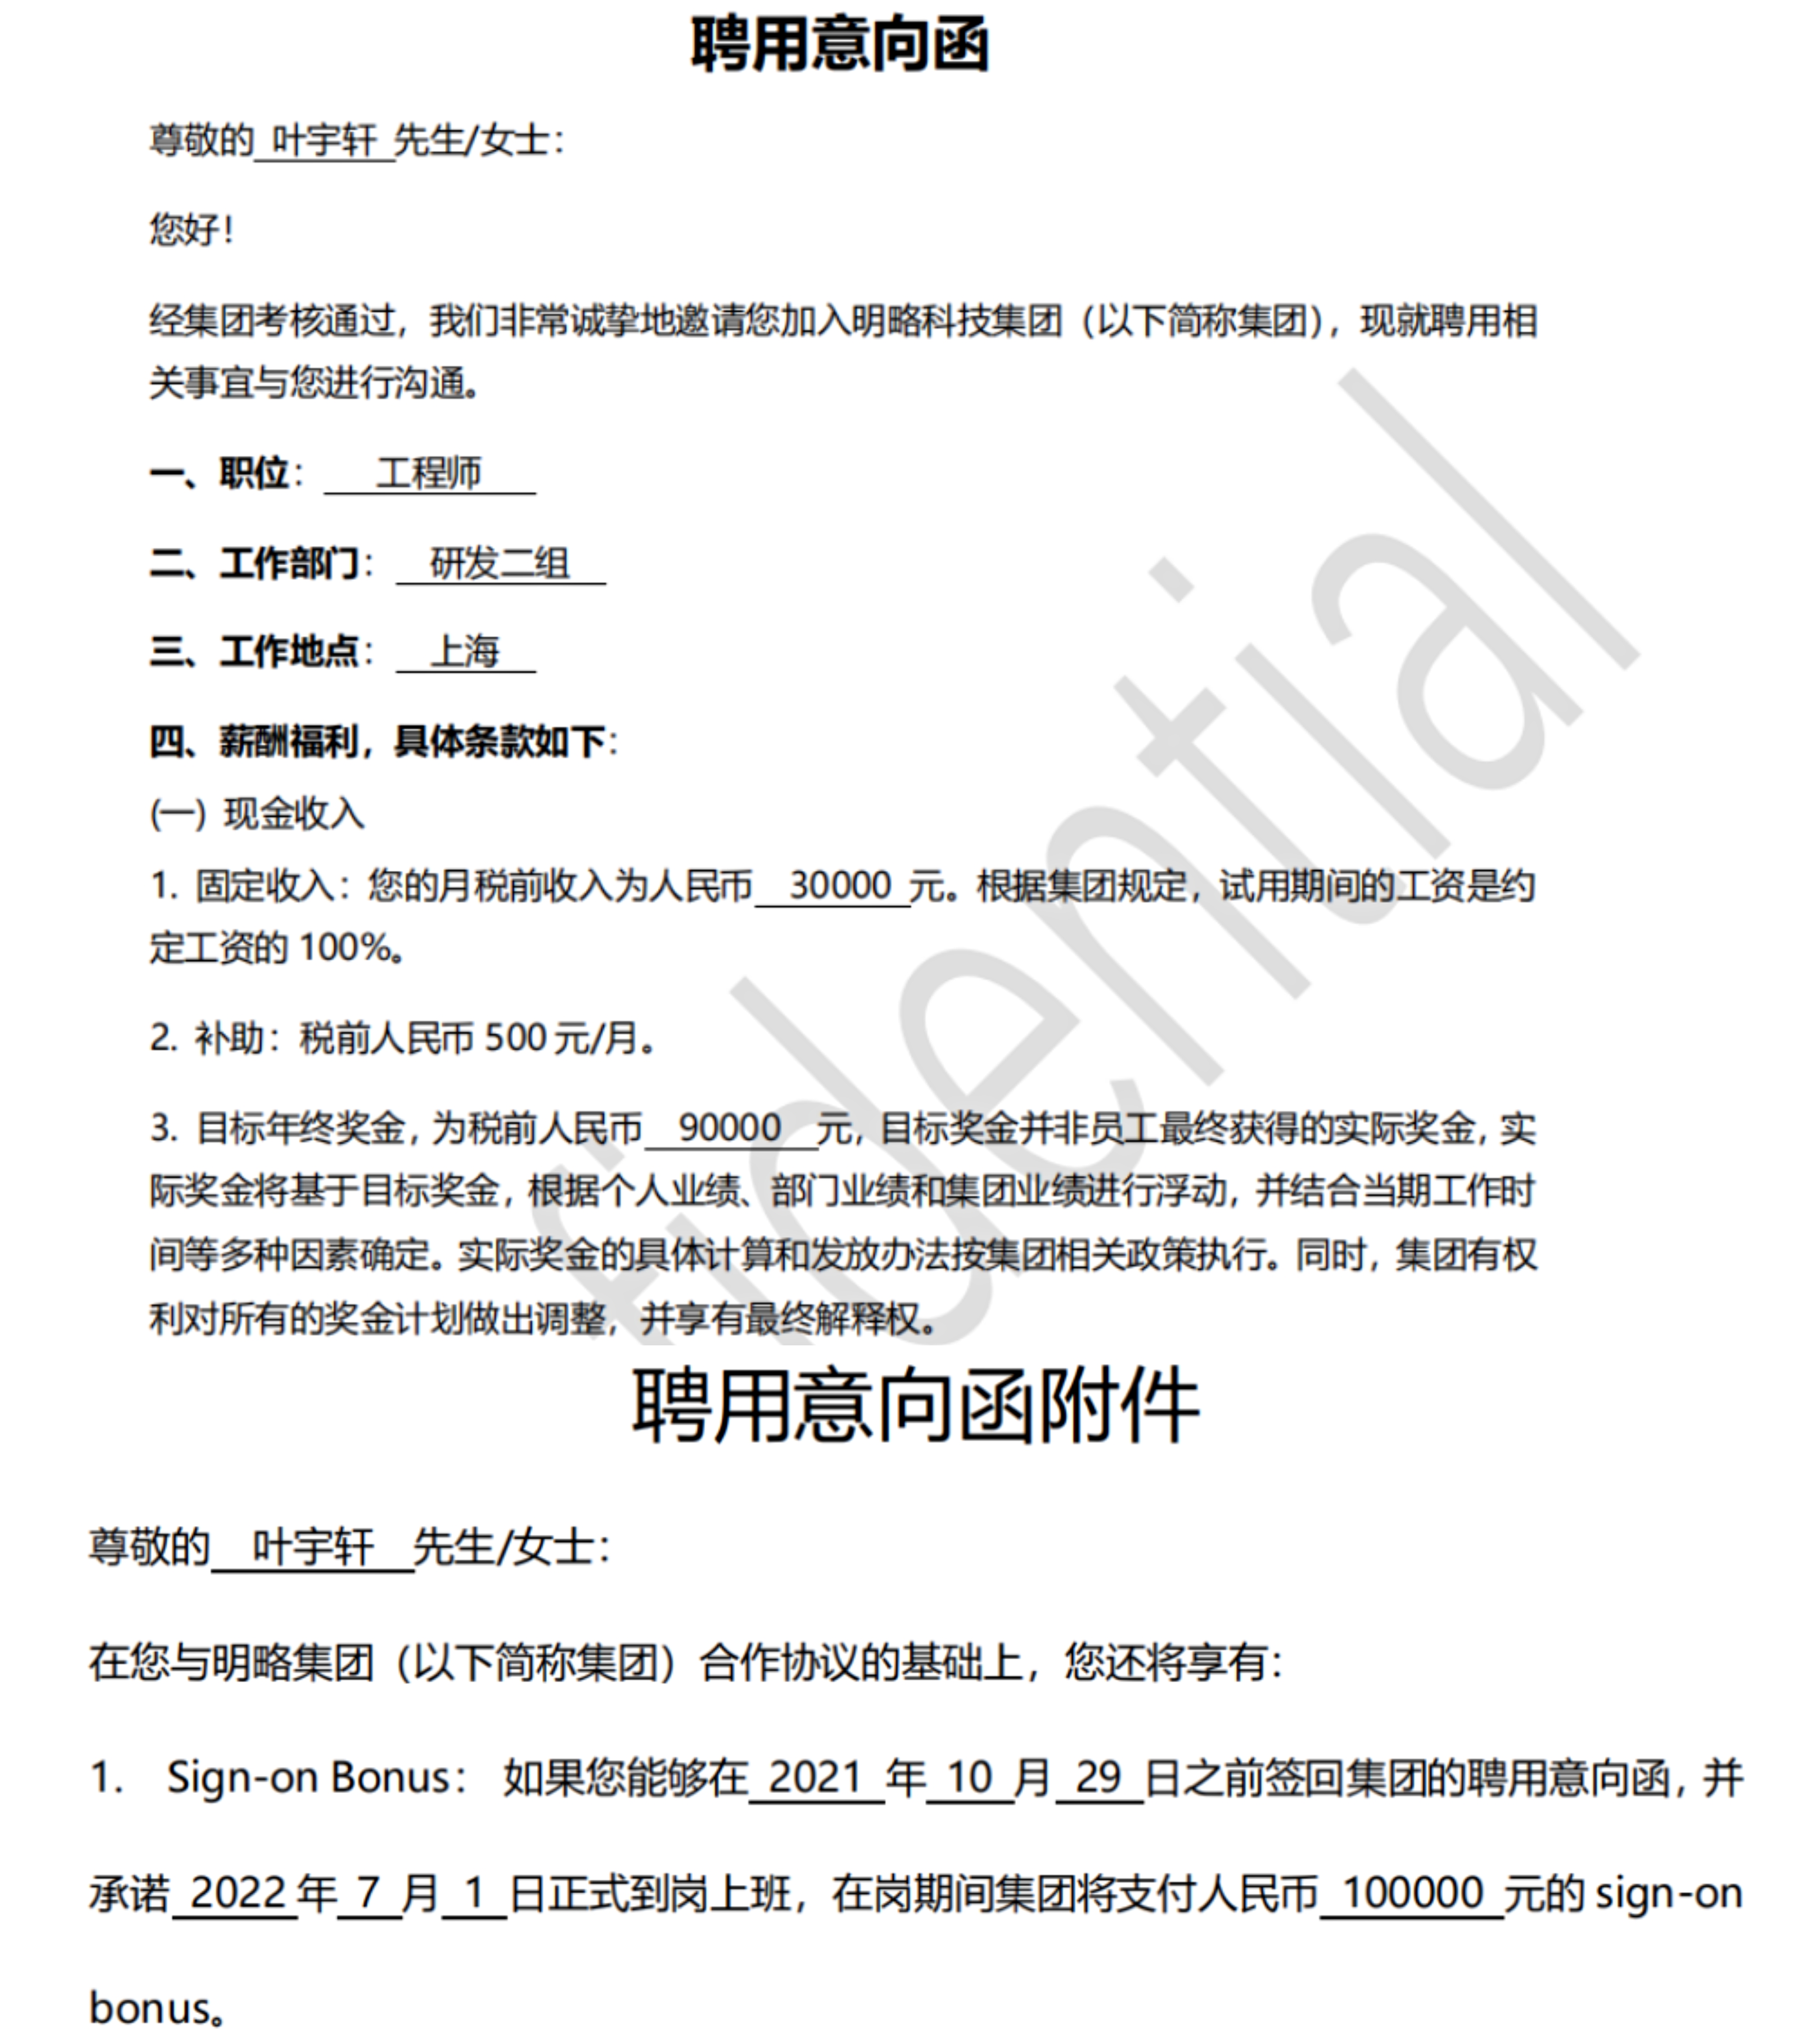 聘用意向函
尊敬的 叶宇轩 先生/女士：
您好！
经集团考核通过，我们非常诚挚地邀请您加入明略科技集团（以下简称集团），现就聘用相
关事宜与您进行沟通。
一、职位： 工程师
二、工作部门： 研发二组
三、工作地点： 上海
四、薪酬福利，具体条款如下：
(一) 现金收入
1. 固定收入：您的月税前收入为人民币 30000 元。根据集团规定，试用期间的工资是约
定工资的 100%。
2. 补助：税前人民币 500 元/月。
3. 目标年终奖金，为税前人民币 90000 元，目标奖金并非员工最终获得的实际奖金，实
际奖金将基于目标奖金，根据个人业绩、部门业绩和集团业绩进行浮动，并结合当期工作时
间等多种因素确定。实际奖金的具体计算和发放办法按集团相关政策执行。同时，集团有权
利对所有的奖金计划做出调整，并享有最终解释权。
fidential
聘用意向函附件
尊敬的 叶宇轩 先生/女士：
在您与明略集团（以下简称集团）合作协议的基础上，您还将享有：
1. Sign-on Bonus： 如果您能够在 2021 年 10 月 29 日之前签回集团的聘用意向函，并
承诺 2022 年 7 月 1 日正式到岗上班，在岗期间集团将支付人民币 100000 元的 sign-on
bonus。